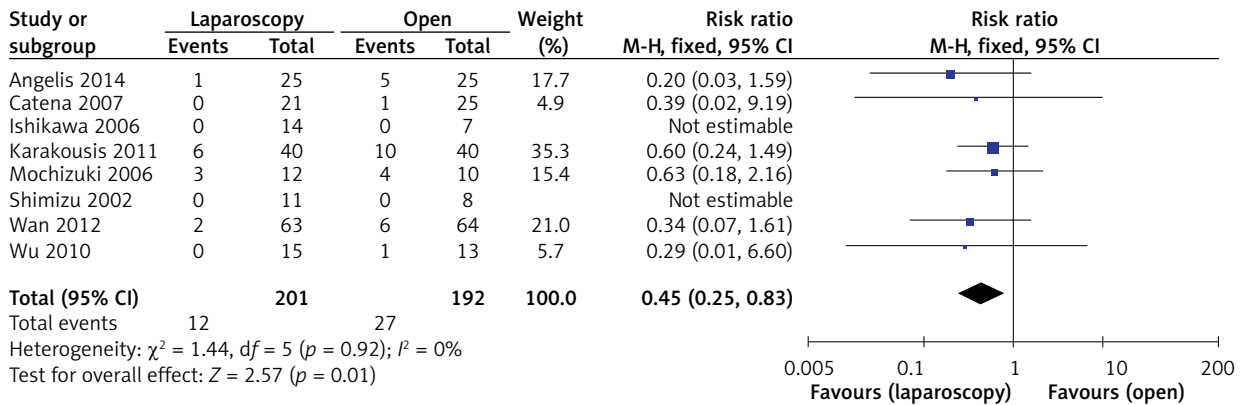 Study or Laparoscopy Open Weight Risk ratio Risk ratio
subgroup Events Total Events Total (%) M-H, fixed, 95% CI M-H, fixed, 95% CI
Angelis 2014 1 25 5 25 17.7 0.20 (0.03, 1.59)
Catena 2007 0 21 1 25 4.9 0.39 (0.02, 9.19)
Ishikawa 2006 0 14 0 7 Not estimable
Karakousis 2011 6 40 10 40 35.3 0.60 (0.24, 1.49)
Mochizuki 2006 3 12 4 10 15.4 0.63 (0.18, 2.16)
Shimizu 2002 0 11 0 8 Not estimable
Wan 2012 2 63 6 64 21.0 0.34 (0.07, 1.61)
Wu 2010 0 15 1 13 5.7 0.29 (0.01, 6.60)
Total (95% CI) 201 192 100.0 0.45 (0.25, 0.83)
Total events 12 27
Heterogeneity: χ² = 1.44, df = 5 (p = 0.92); I² = 0%
Test for overall effect: Z = 2.57 (p = 0.01)
0.005 0.1 1 10 200
Favours (laparoscopy) Favours (open)